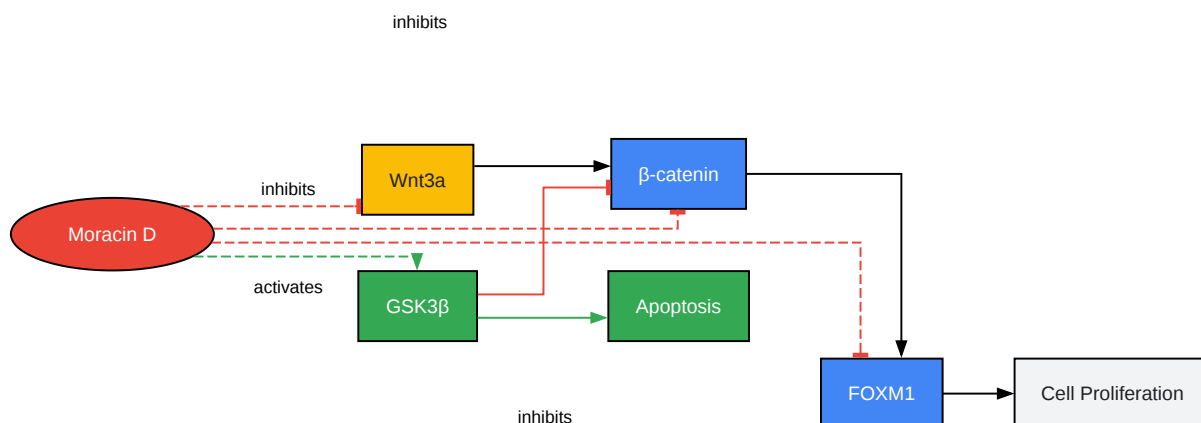 inhibits
Wnt3a
β-catenin
inhibits
Moracin D
activates
GSK3β
Apoptosis
FOXM1
Cell Proliferation
inhibits